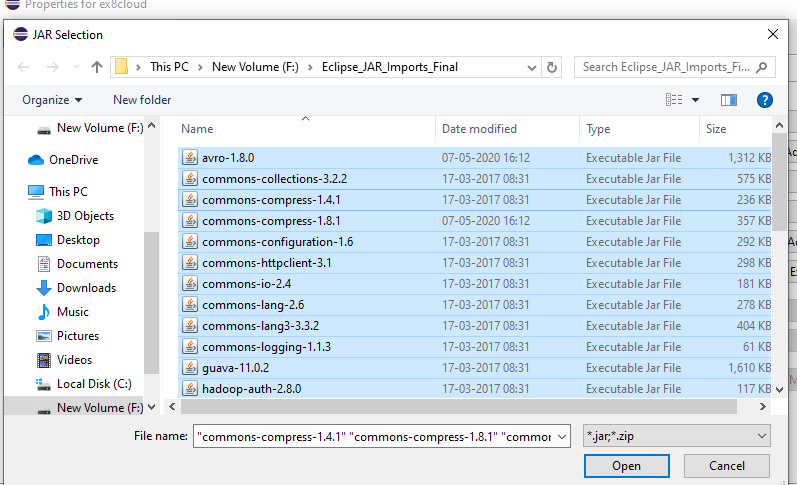 Properties for ex8cloud
JAR Selection
This PC > New Volume (F:) > Eclipse_JAR_Imports_Final
Search Eclipse_JAR_Imports_Fi...
Organize
New folder
New Volume (F:)
OneDrive
This PC
3D Objects
Desktop
Documents
Downloads
Music
Pictures
Videos
Local Disk (C:)
New Volume (F:)
Name Date modified Type Size
avro-1.8.0 07-05-2020 16:12 Executable Jar File 1,312 KB
commons-collections-3.2.2 17-03-2017 08:31 Executable Jar File 575 KB
commons-compress-1.4.1 17-03-2017 08:31 Executable Jar File 236 KB
commons-compress-1.8.1 07-05-2020 16:12 Executable Jar File 357 KB
commons-configuration-1.6 17-03-2017 08:31 Executable Jar File 292 KB
commons-httpclient-3.1 17-03-2017 08:31 Executable Jar File 298 KB
commons-io-2.4 17-03-2017 08:31 Executable Jar File 181 KB
commons-lang-2.6 17-03-2017 08:31 Executable Jar File 278 KB
commons-lang3-3.3.2 17-03-2017 08:31 Executable Jar File 404 KB
commons-logging-1.1.3 17-03-2017 08:31 Executable Jar File 61 KB
guava-11.0.2 17-03-2017 08:31 Executable Jar File 1,610 KB
hadoop-auth-2.8.0 17-03-2017 08:31 Executable Jar File 117 KB
File name: "commons-compress-1.4.1" "commons-compress-1.8.1" "commor
*.jar;*.zip
Open
Cancel